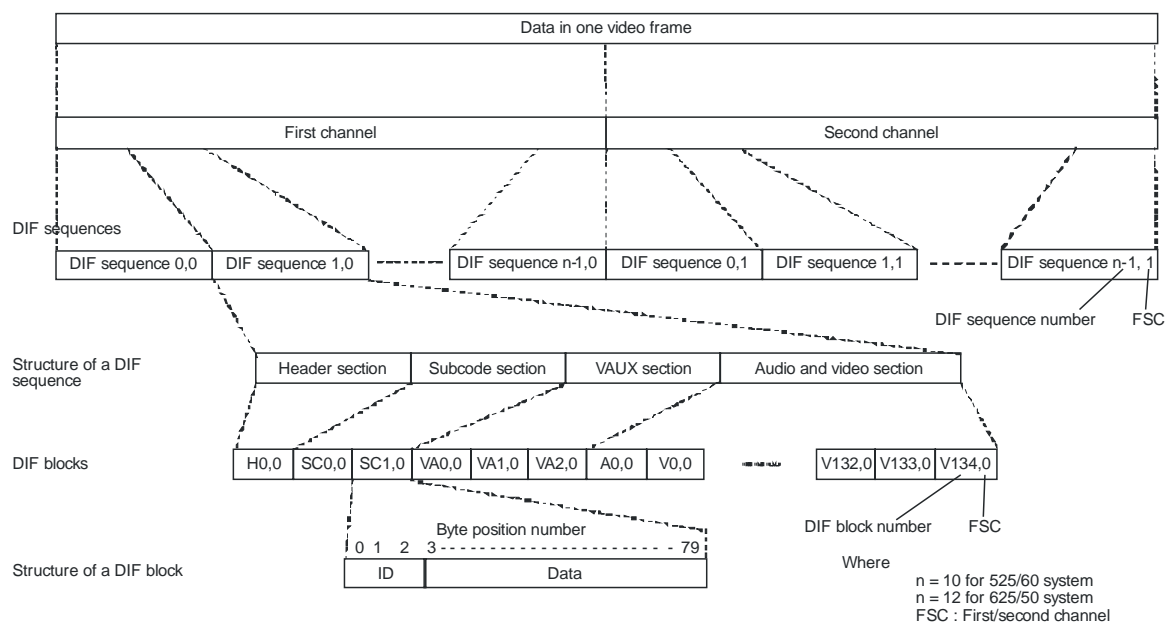 Data in one video frame
First channel
Second channel
DIF sequences
DIF sequence 0,0
DIF sequence 1,0
DIF sequence n-1,0
DIF sequence 0,1
DIF sequence 1,1
DIF sequence n-1, 1
DIF sequence number
FSC
Structure of a DIF
sequence
Header section
Subcode section
VAUX section
Audio and video section
DIF blocks
H0,0
SC0,0
SC1,0
VA0,0
VA1,0
VA2,0
A0,0
V0,0
V132,0
V133,0
V134,0
DIF block number
FSC
Byte position number
0 1 2 3 - - - - - - - - - - - - - - - - - - - - - - - - - - - - 79
Structure of a DIF block
ID
Data
Where
n = 10 for 525/60 system
n = 12 for 625/50 system
FSC : First/second channel